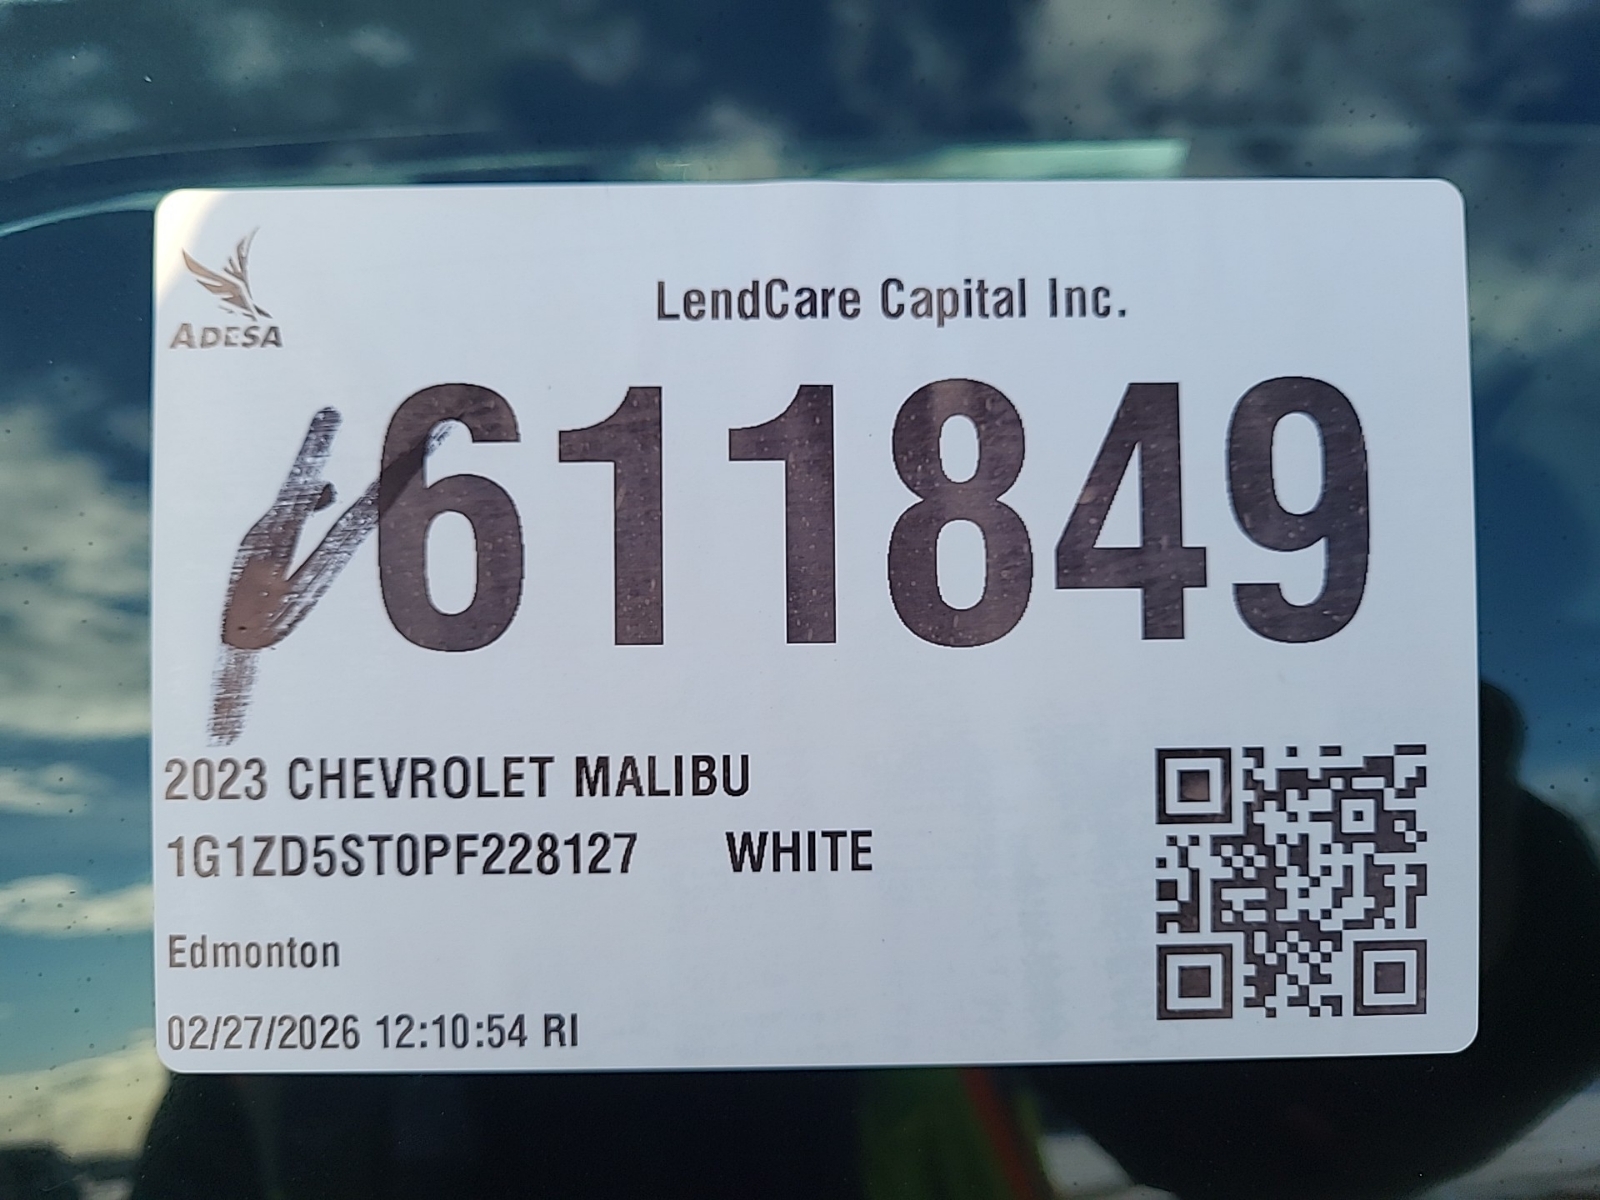 ADESA
LendCare Capital Inc.
611849
2023 CHEVROLET MALIBU
1G1ZD5ST0PF228127 WHITE
Edmonton
02/27/2026 12:10:54 RI